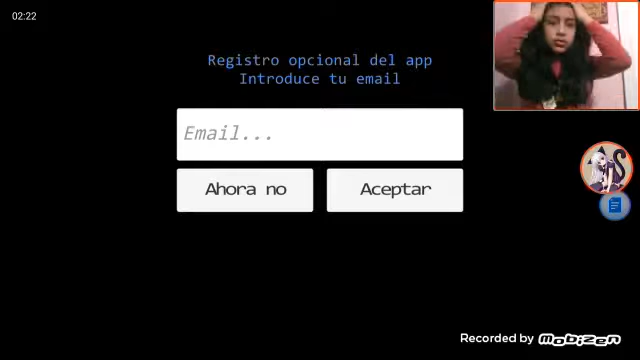 02:22
Registro opcional del app
Introduce tu email
Email...
Ahora no
Aceptar
Recorded by Mobizen